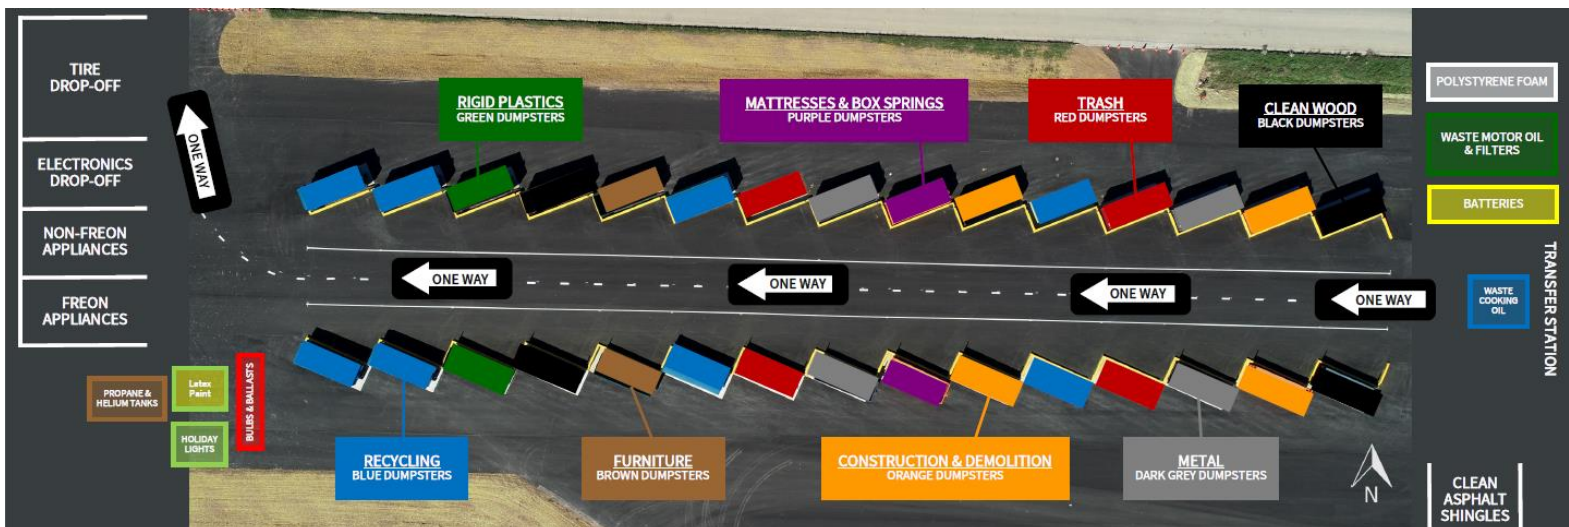 TIRE
DROP-OFF
ELECTRONICS
DROP-OFF
NON-FREON
APPLIANCES
FREON
APPLIANCES
PROPANE &
HELIUM TANKS
Latex
Paint
HOLIDAY
LIGHTS
BULBS & BALLASTS
ONE WAY
RIGID PLASTICS
GREEN DUMPSTERS
MATTRESSES & BOX SPRINGS
PURPLE DUMPSTERS
TRASH
RED DUMPSTERS
CLEAN WOOD
BLACK DUMPSTERS
ONE WAY
ONE WAY
ONE WAY
ONE WAY
RECYCLING
BLUE DUMPSTERS
FURNITURE
BROWN DUMPSTERS
CONSTRUCTION & DEMOLITION
ORANGE DUMPSTERS
METAL
DARK GREY DUMPSTERS
N
POLYSTYRENE FOAM
WASTE MOTOR OIL
& FILTERS
BATTERIES
WASTE
COOKING
OIL
TRANSFER STATION
CLEAN
ASPHALT
SHINGLES